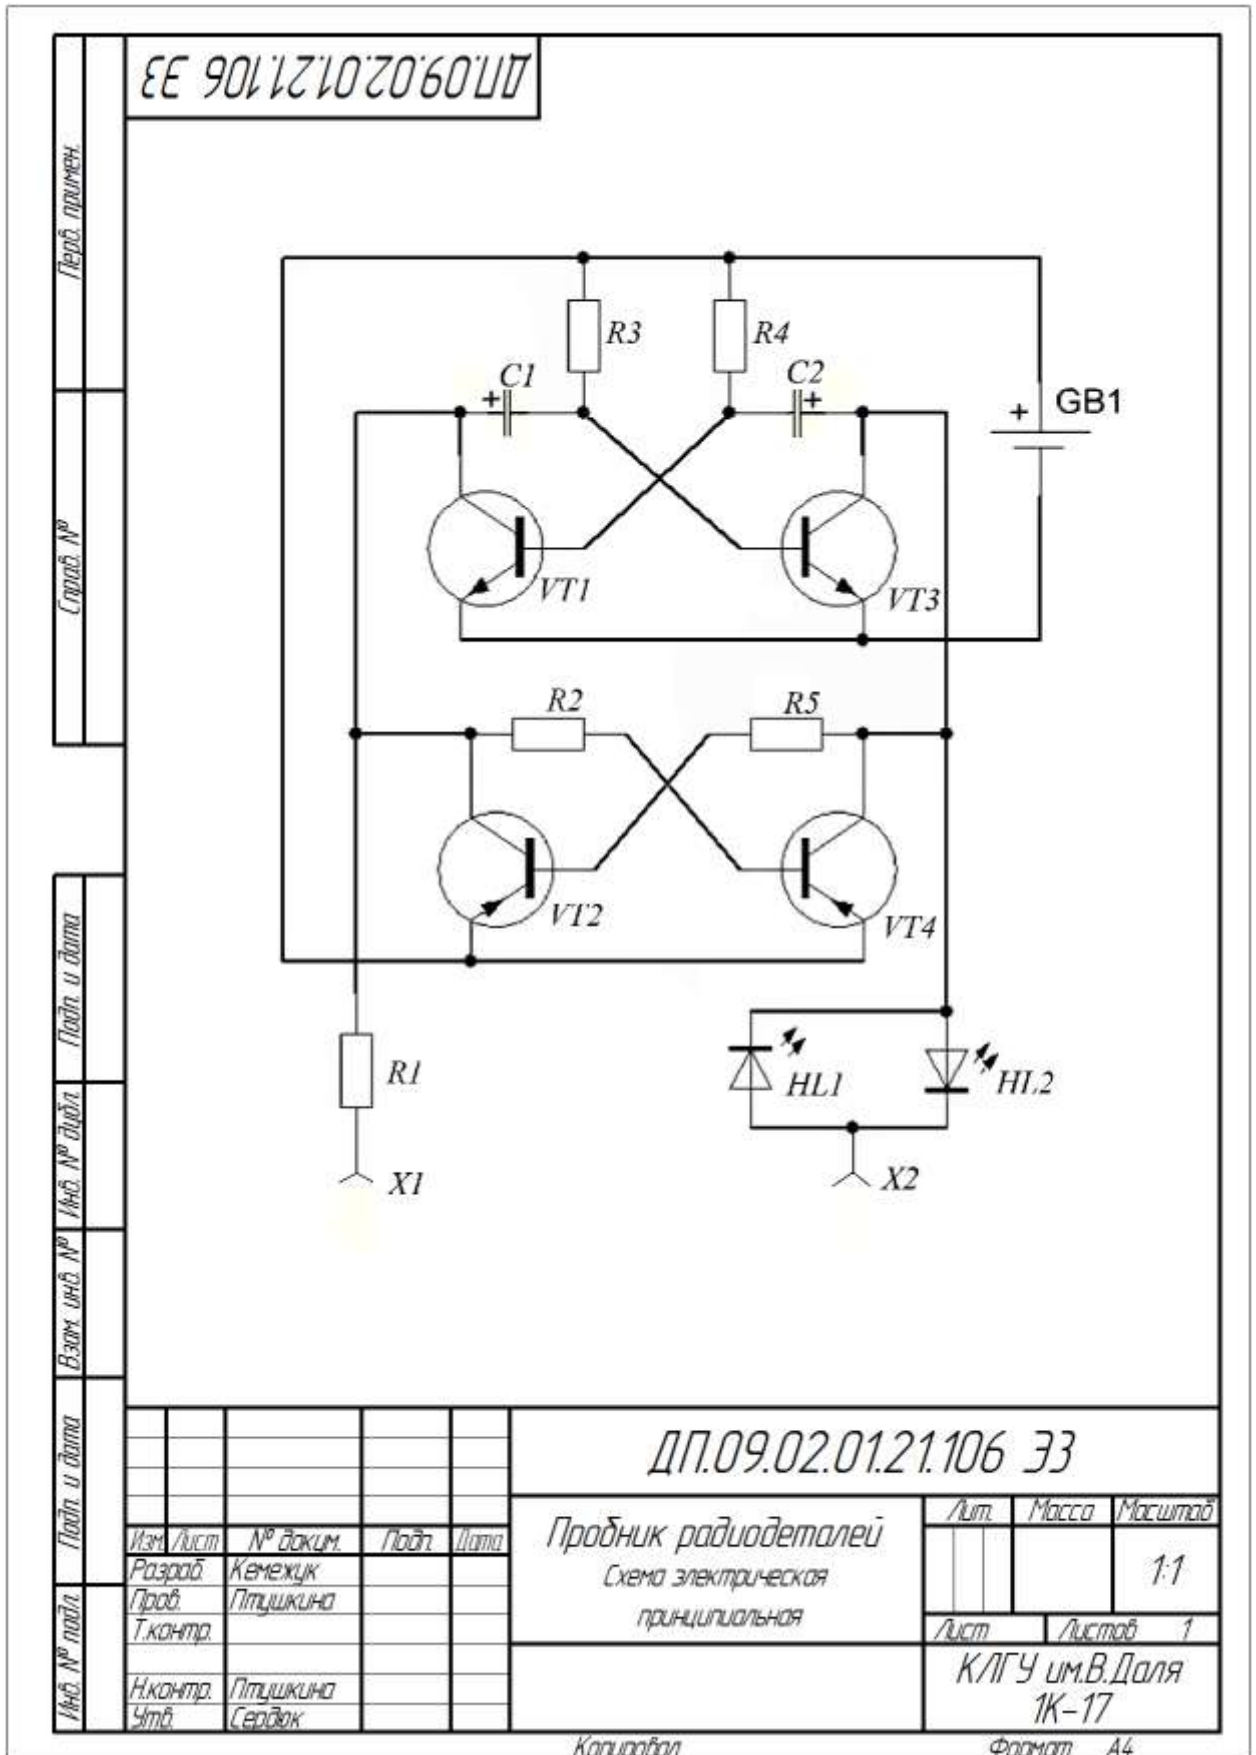 ДП.09.02.01.21.106 ЭЗ
Перв. примен.
Справ. №
Подп. и дата
Инв. № дубл.
Взам. инв. №
Подп. и дата
Инв. № подл.
R3
R4
C1
C2
+
+
+
GB1
VT1
VT3
R2
R5
VT2
VT4
R1
HL1
HL2
X1
X2
ДП.09.02.01.21.106 ЭЗ
Изм. Лист № докум. Подп. Дата
Разраб. Кемежук
Пров. Птушкина
Т.контр.
Н.контр. Птушкина
Утв. Сердюк
Пробник радиодеталей
Схема электрическая
принципиальная
Лит. Масса Масштаб
1:1
Лист Листов 1
КЛГУ им.В.Даля
1К-17
Копировал Формат А4